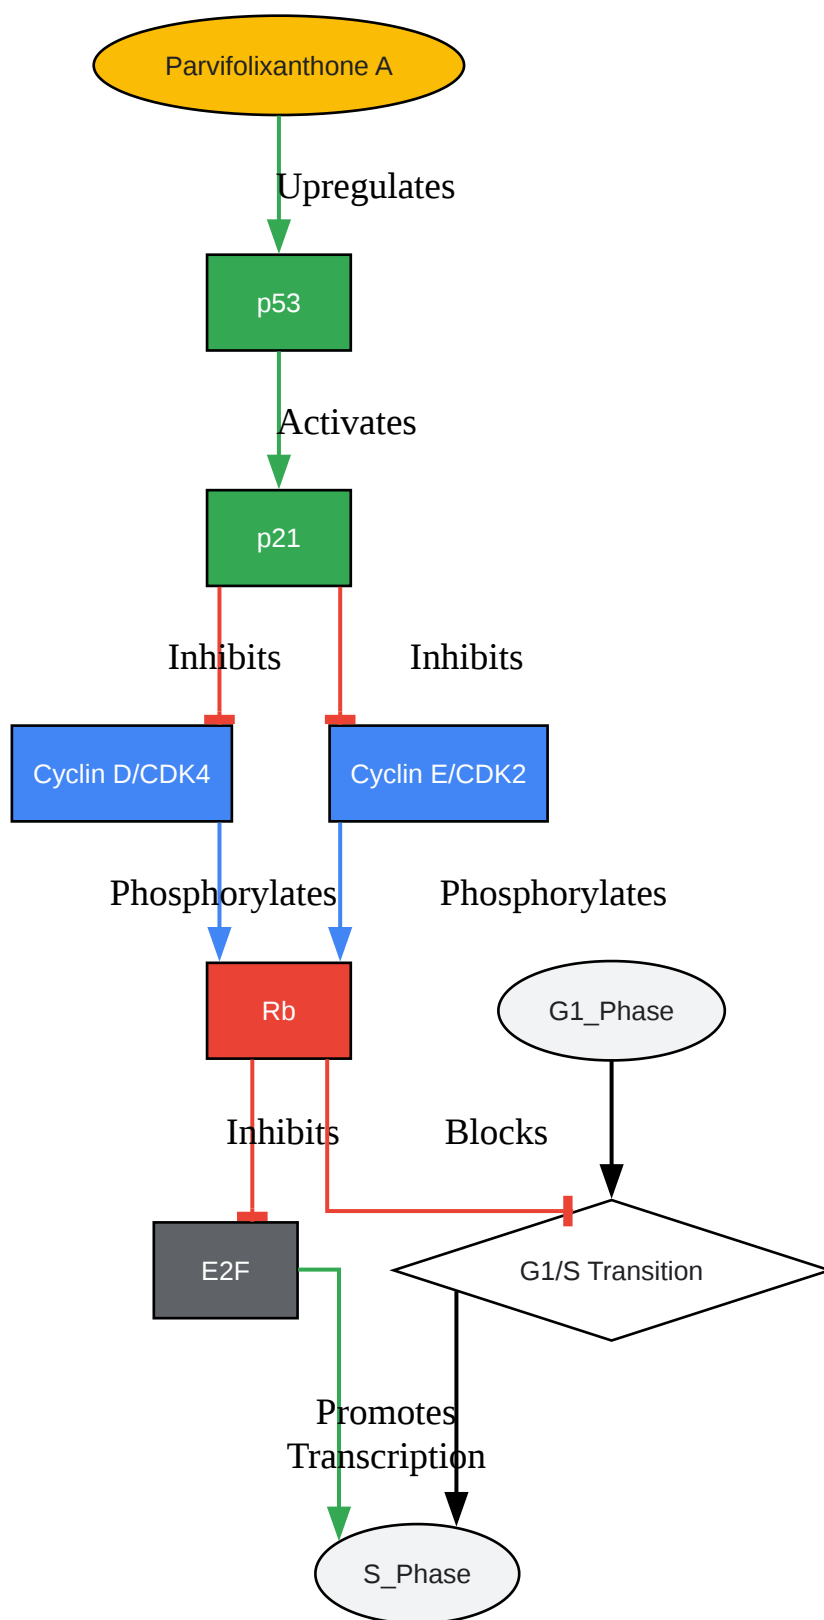 Parvifolixanthone A
Upregulates
p53
Activates
p21
Inhibits
Inhibits
Cyclin D/CDK4
Cyclin E/CDK2
Phosphorylates
Phosphorylates
Rb
G1_Phase
Inhibits
Blocks
E2F
G1/S Transition
Promotes
Transcription
S_Phase